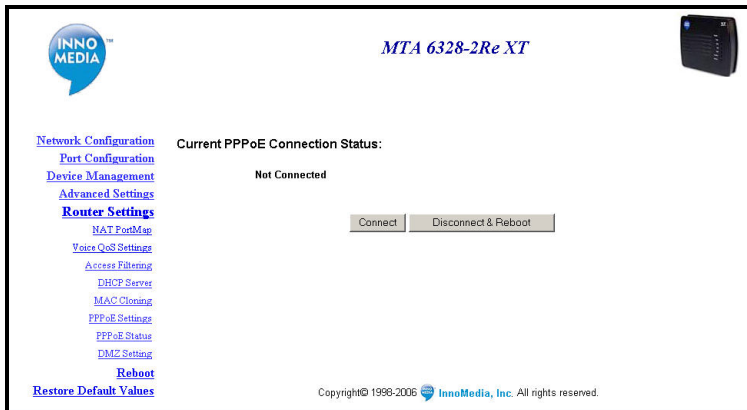 INNO
MEDIA
™
MTA 6328-2Re XT
Network Configuration
Port Configuration
Device Management
Advanced Settings
Router Settings
NAT PortMap
Voice QoS Settings
Access Filtering
DHCP Server
MAC Cloning
PPPoE Settings
PPPoE Status
DMZ Setting
Reboot
Restore Default Values
Current PPPoE Connection Status:
Not Connected
Connect
Disconnect & Reboot
Copyright© 1998-2006 InnoMedia, Inc. All rights reserved.